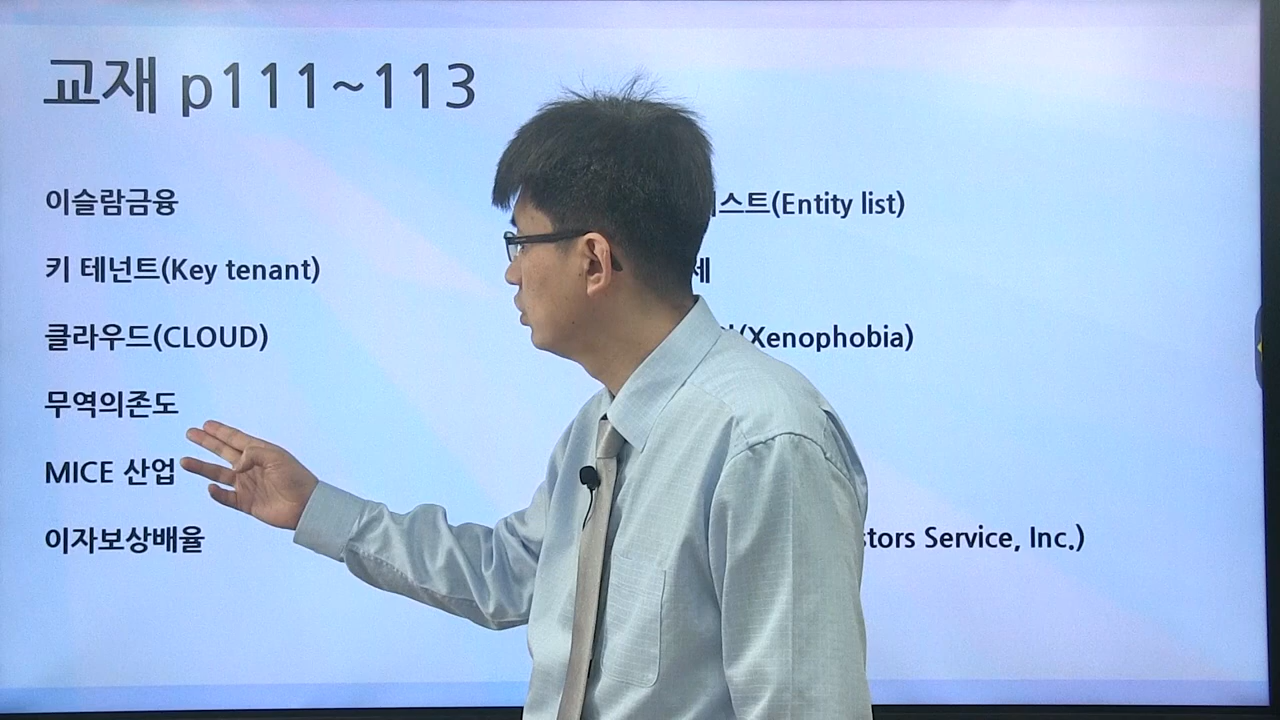 교재 p111~113
이슬람금융
키 테넌트(Key tenant)
클라우드(CLOUD)
무역의존도
MICE 산업
이자보상배율
스트(Entity list)
세
(Xenophobia)
Service, Inc.)